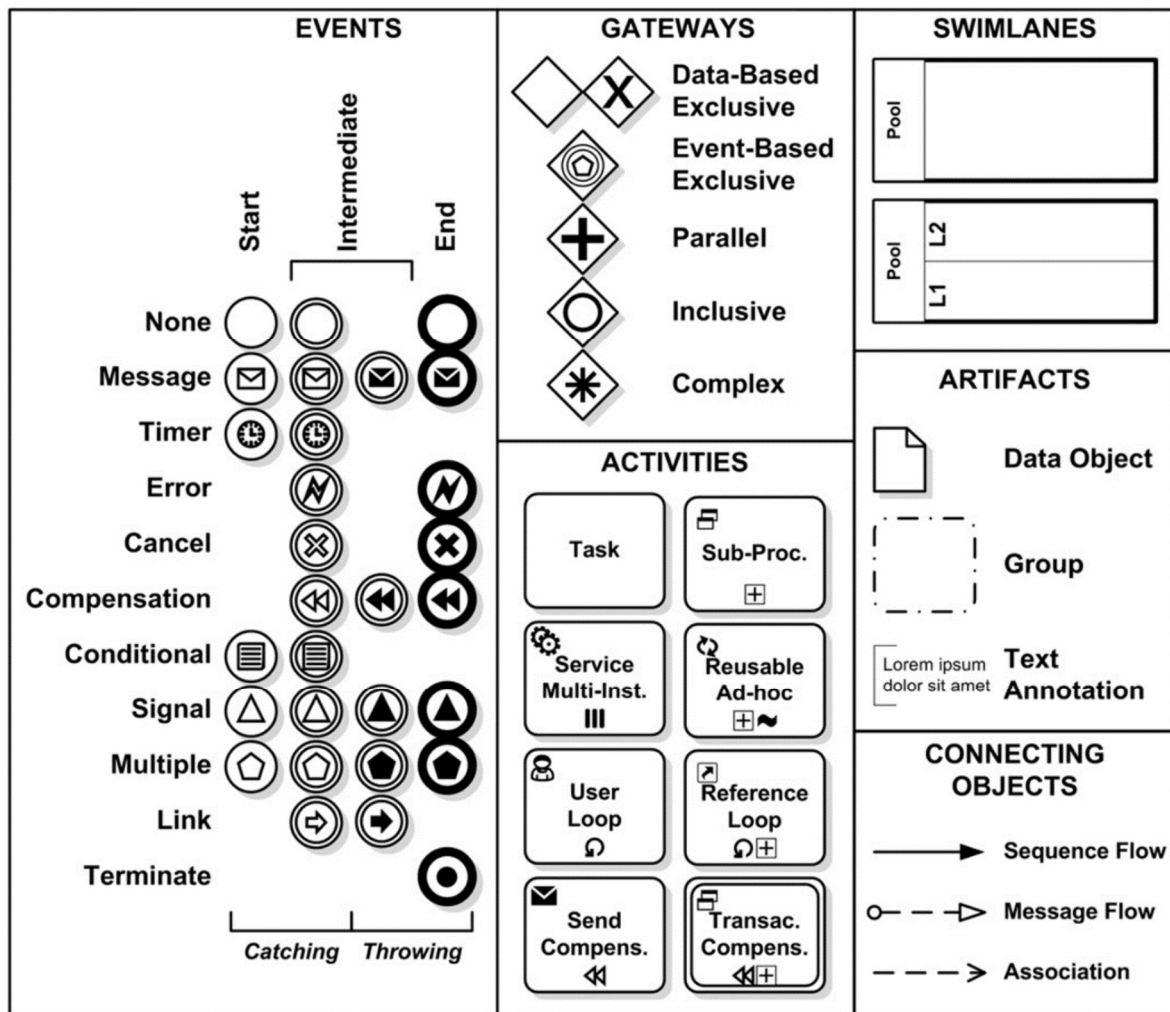 EVENTS
Start
Intermediate
End
None
Message
Timer
Error
Cancel
Compensation
Conditional
Signal
Multiple
Link
Terminate
Catching
Throwing
GATEWAYS
Data-Based
Exclusive
Event-Based
Exclusive
Parallel
Inclusive
Complex
ACTIVITIES
Task
Sub-Proc.
Service
Multi-Inst.
Reusable
Ad-hoc
User
Loop
Reference
Loop
Send
Compens.
Transac.
Compens.
SWIMLANES
Pool
Pool
L2
L1
ARTIFACTS
Data Object
Group
Lorem ipsum
dolor sit amet
Text
Annotation
CONNECTING
OBJECTS
Sequence Flow
Message Flow
Association